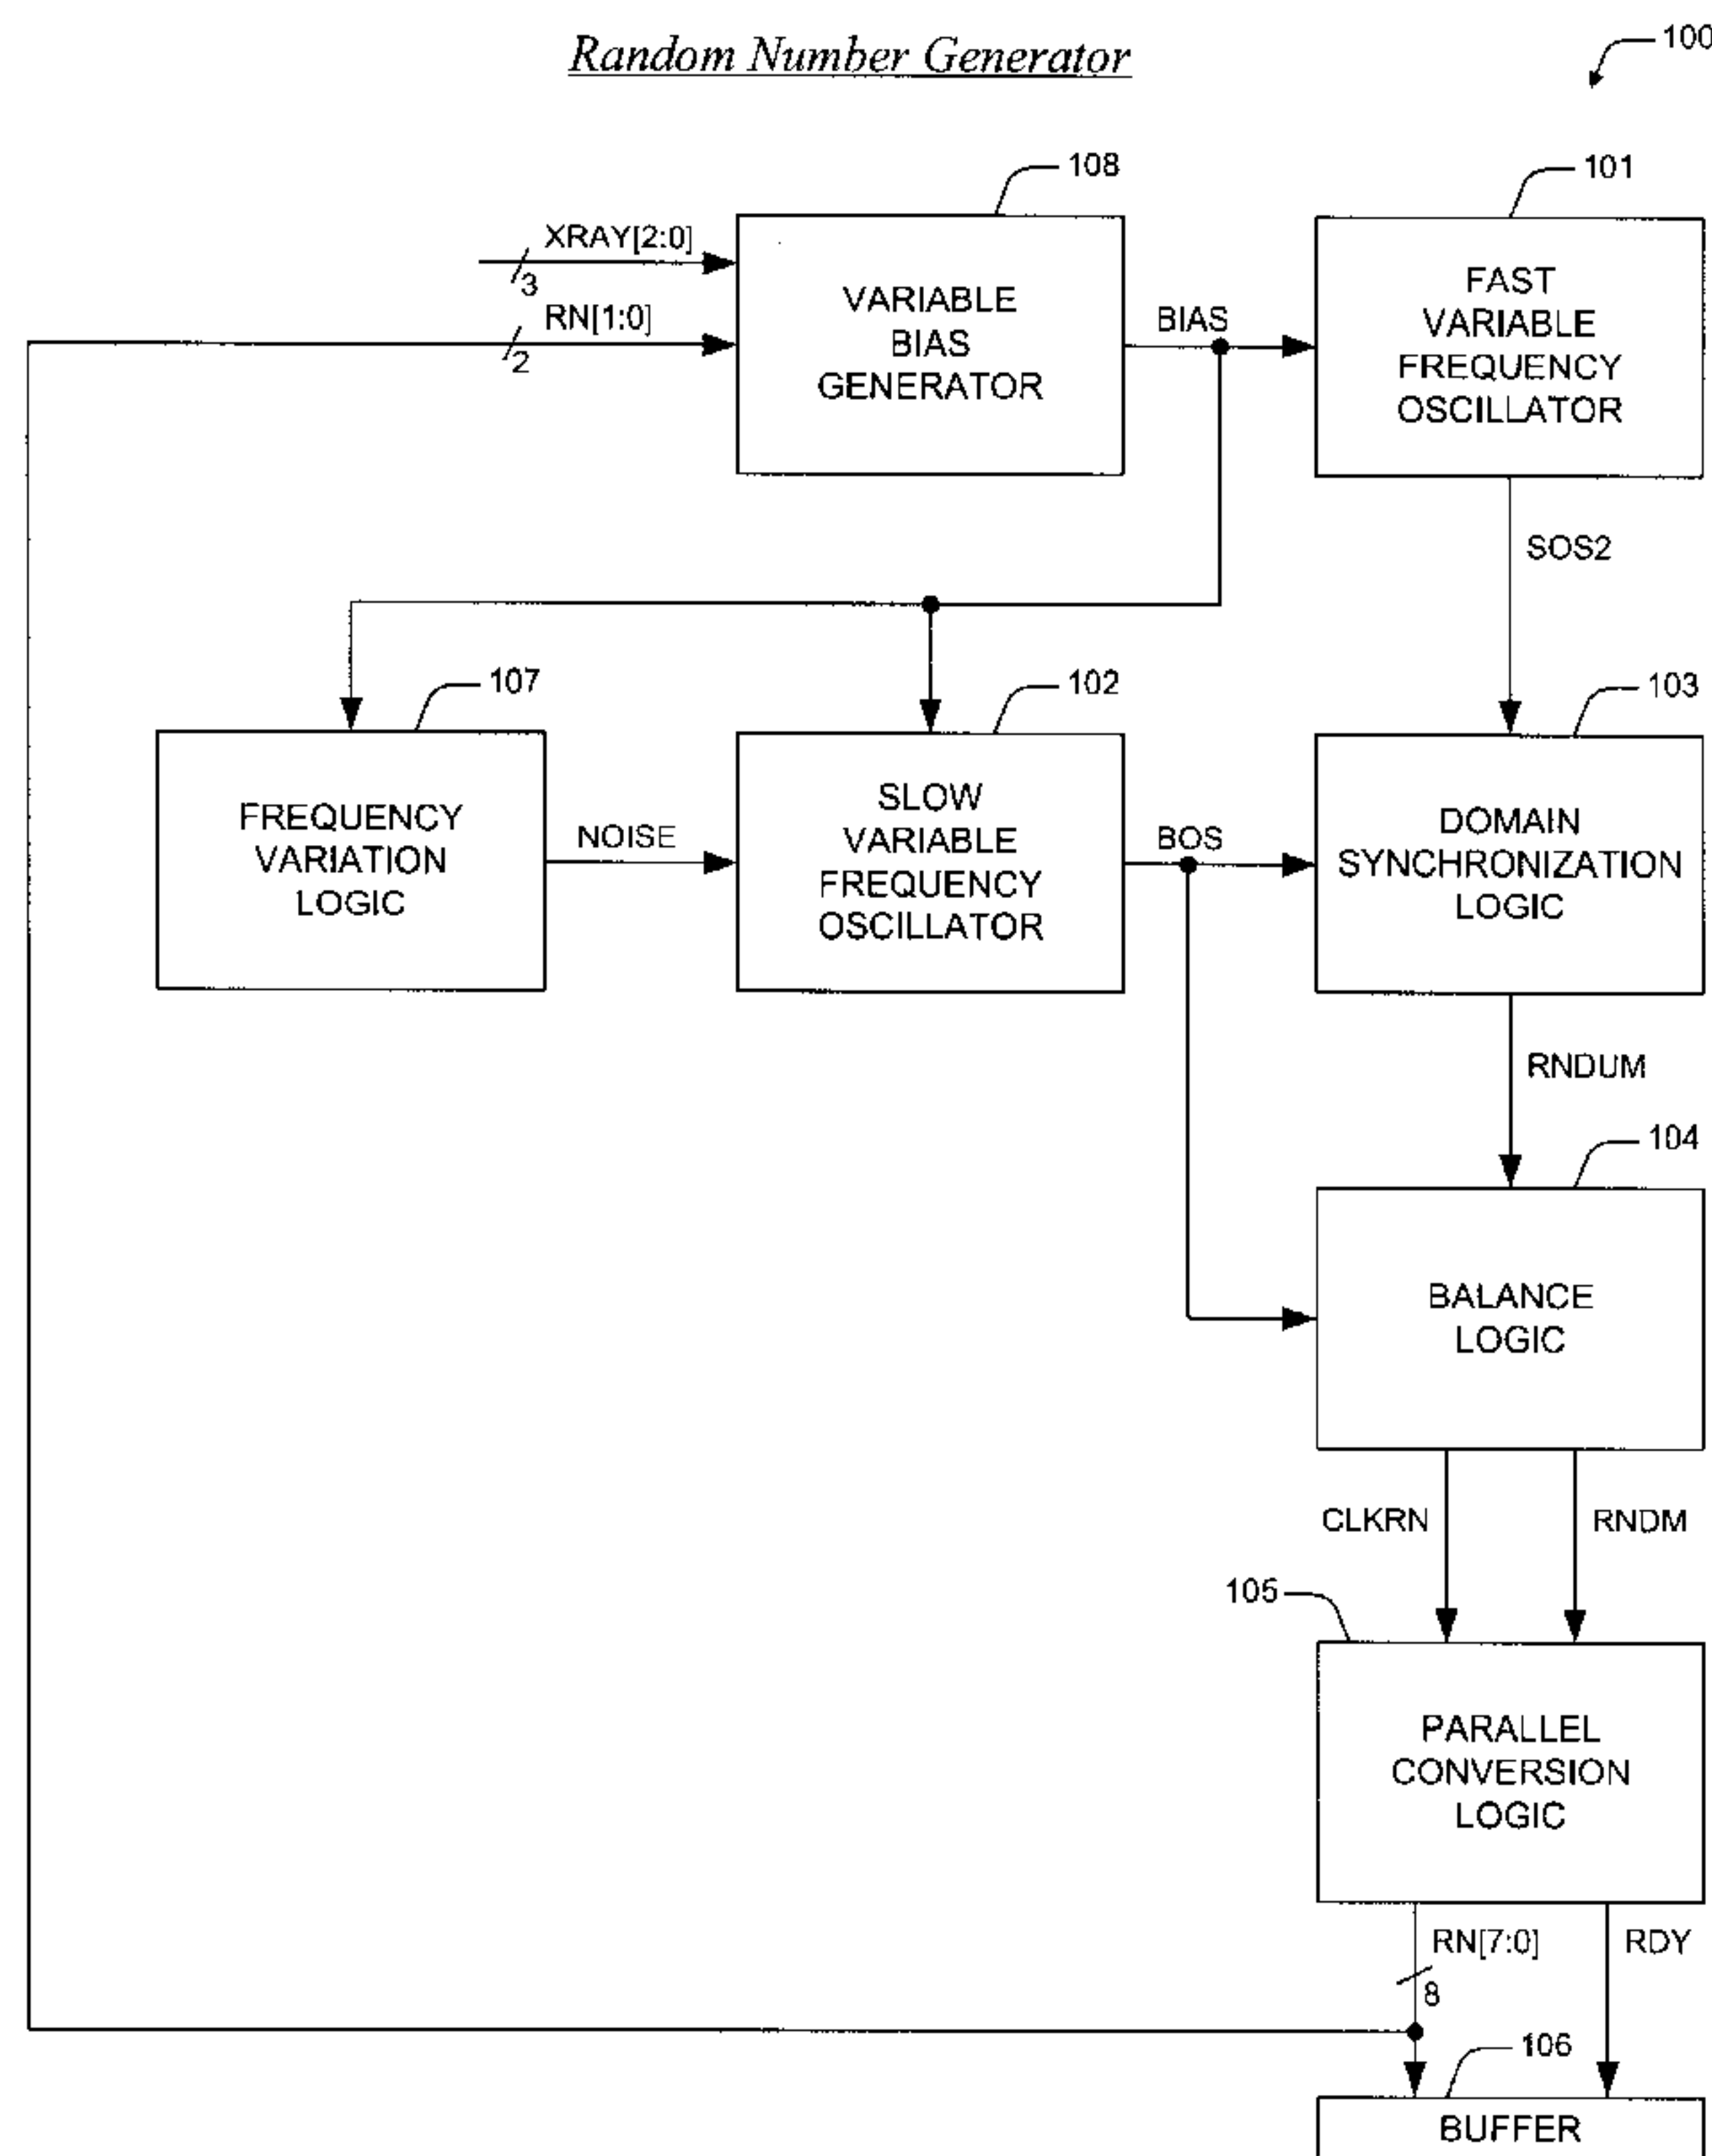 Random Number Generator
100
108
101
XRAY[2:0]
3
RN[1:0]
2
VARIABLE
BIAS
GENERATOR
BIAS
FAST
VARIABLE
FREQUENCY
OSCILLATOR
SOS2
107
102
103
FREQUENCY
VARIATION
LOGIC
NOISE
SLOW
VARIABLE
FREQUENCY
OSCILLATOR
BOS
DOMAIN
SYNCHRONIZATION
LOGIC
RNDUM
104
BALANCE
LOGIC
CLKRN
RNDM
105
PARALLEL
CONVERSION
LOGIC
RN[7:0]
RDY
8
106
BUFFER